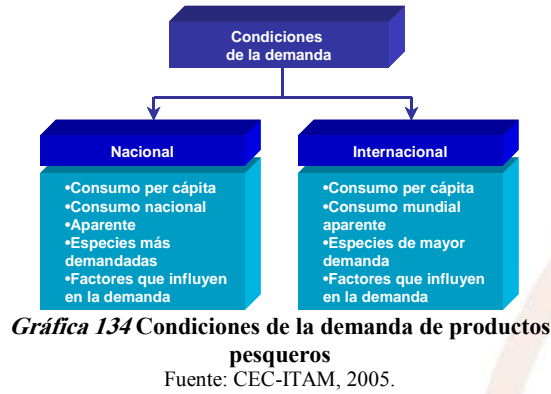 Condiciones
de la demanda
Nacional
•Consumo per cápita
•Consumo nacional
•Aparente
•Especies más
demandadas
•Factores que influyen
en la demanda
Internacional
•Consumo per cápita
•Consumo mundial
aparente
•Especies de mayor
demanda
•Factores que influyen
en la demanda
Gráfica 134 Condiciones de la demanda de productos
pesqueros
Fuente: CEC-ITAM, 2005.